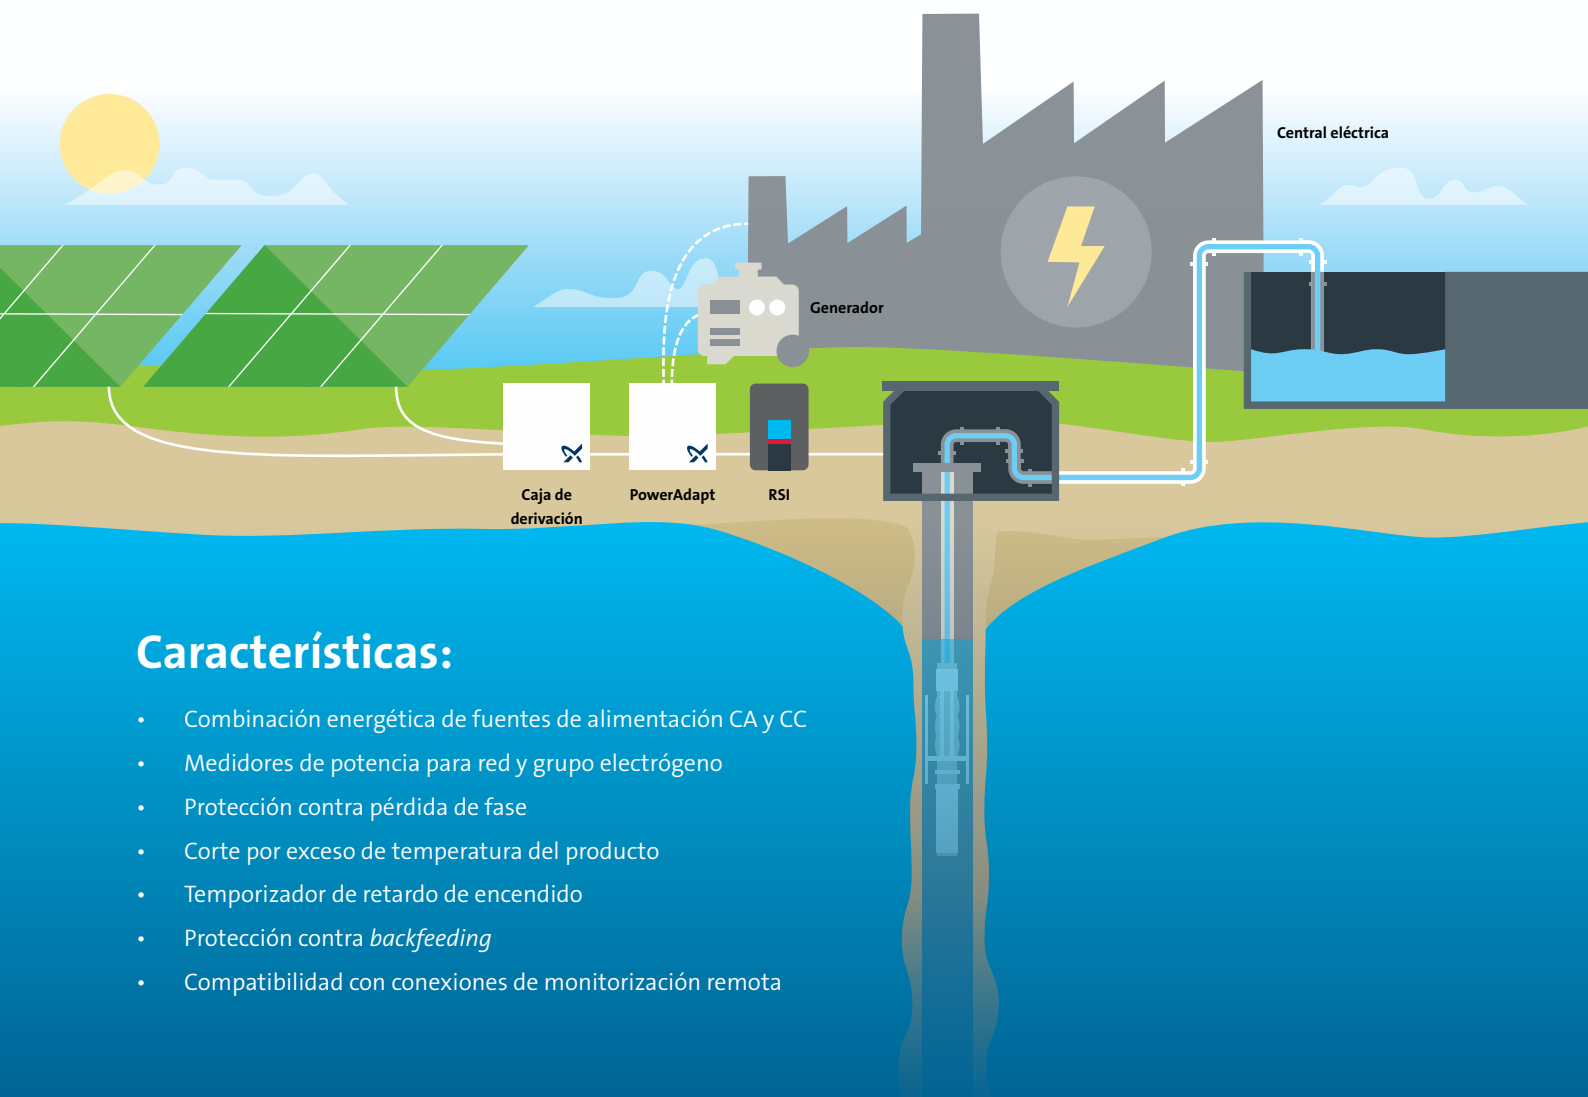 Central eléctrica
Generador
Caja de
derivación
PowerAdapt
RSI
Características:
• Combinación energética de fuentes de alimentación CA y CC
• Medidores de potencia para red y grupo electrógeno
• Protección contra pérdida de fase
• Corte por exceso de temperatura del producto
• Temporizador de retardo de encendido
• Protección contra backfeeding
• Compatibilidad con conexiones de monitorización remota